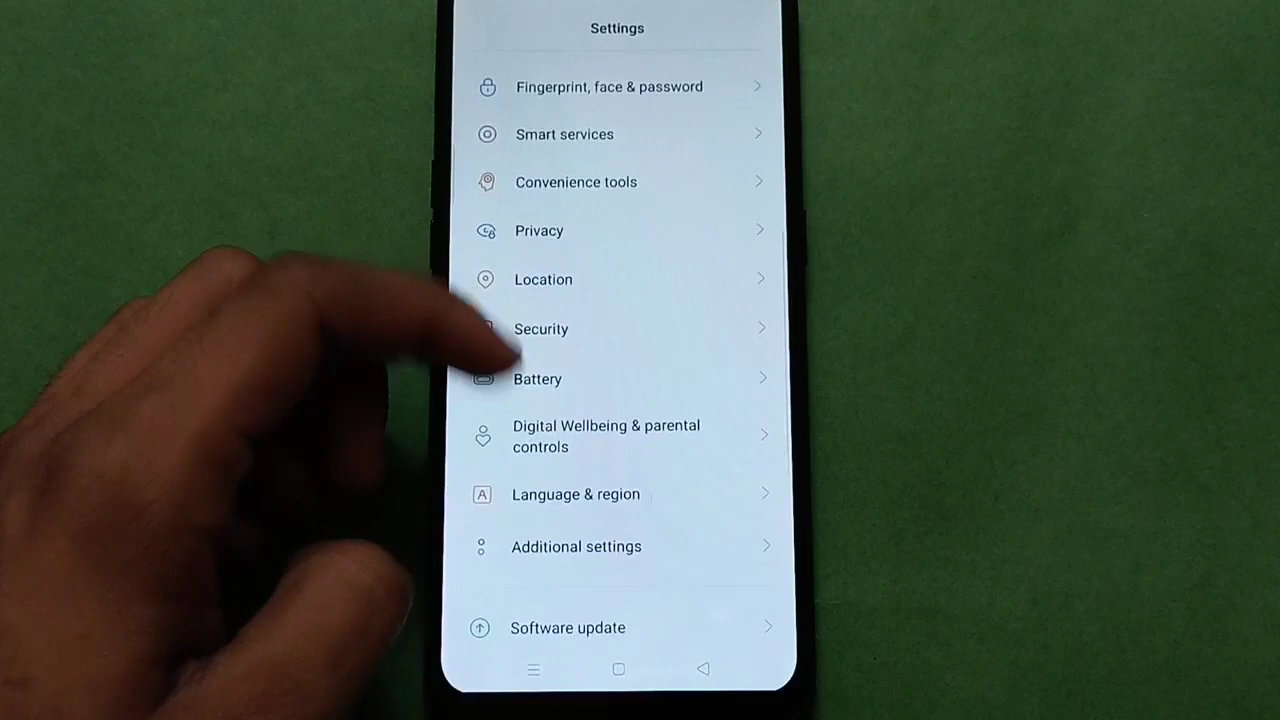 Settings
Fingerprint, face & password
Smart services
Convenience tools
Privacy
Location
Security
Battery
Digital Wellbeing & parental
controls
A
Language & region
Additional settings
Software update